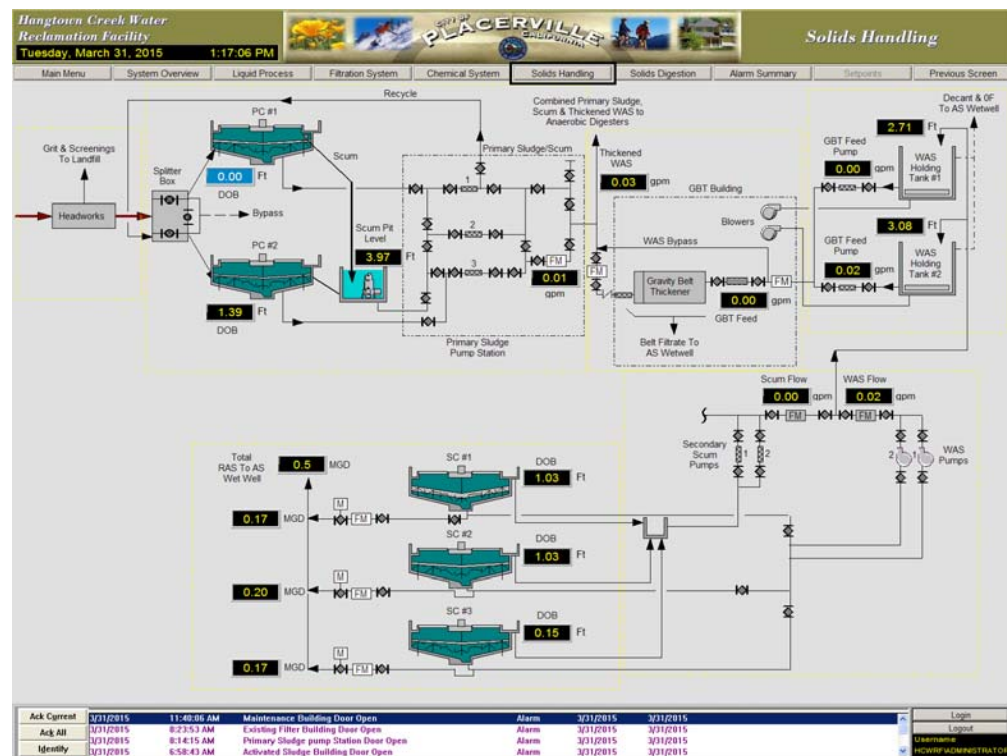 Hangtown Creek Water
Reclamation Facility
Tuesday, March 31, 2015 1:17:06 PM
CITY OF
PLACERVILLE
CALIFORNIA
Solids Handling
Main Menu
System Overview
Liquid Process
Filtration System
Chemical System
Solids Handling
Solids Digestion
Alarm Summary
Setpoints
Previous Screen
Recycle
PC #1
Grit & Screenings
To Landfill
Headworks
Splitter
Box
0.00 Ft
DOB
Bypass
PC #2
1.39 Ft
DOB
Scum
Scum Pit
Level
3.97 Ft
Primary Sludge/Scum
1
2
3
FM
0.01
gpm
Primary Sludge
Pump Station
Combined Primary Sludge,
Scum & Thickened WAS to
Anaerobic Digesters
Thickened
WAS
0.03 gpm
FM
GBT Building
Blowers
WAS Bypass
Gravity Belt
Thickener
FM
0.00 gpm
GBT Feed
Belt Filtrate To
AS Wetwell
Decant & 0F
To AS Wetwell
2.71 Ft
GBT Feed
Pump
0.00 gpm
WAS
Holding
Tank #1
3.08 Ft
GBT Feed
Pump
0.02 gpm
WAS
Holding
Tank #2
Scum Flow
0.00 gpm
WAS Flow
0.02 gpm
FM
FM
Secondary
Scum
Pumps
1
2
2
1
WAS
Pumps
Total
RAS To AS
Wet Well
0.5 MGD
SC #1
DOB
1.03 Ft
M
0.17 MGD
FM
SC #2
DOB
1.03 Ft
M
0.20 MGD
FM
SC #3
DOB
0.15 Ft
M
0.17 MGD
FM
Ack Current
Ack All
Identify
3/31/2015 11:40:06 AM Maintenance Building Door Open Alarm 3/31/2015 3/31/2015
3/31/2015 8:23:53 AM Existing Filter Building Door Open Alarm 3/31/2015 3/31/2015
3/31/2015 8:14:15 AM Primary Sludge pump Station Door Open Alarm 3/31/2015 3/31/2015
3/31/2015 6:58:43 AM Activated Sludge Building Door Open Alarm 3/31/2015 3/31/2015
Login
Logout
Username
HCWRF\ADMINISTRATOR